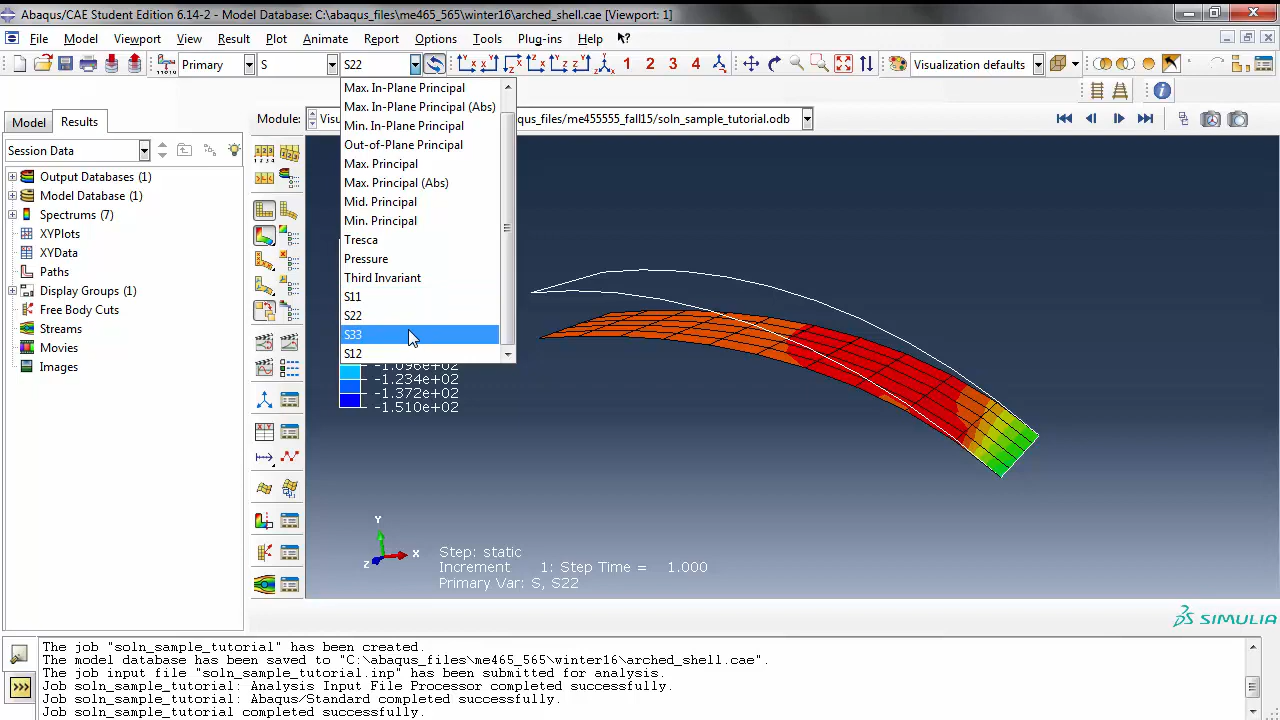 Abaqus/CAE Student Edition 6.14-2 - Model Database: C:\abaqus_files\me465_565\winter16\arched_shell.cae [Viewport: 1]
File Model Viewport View Result Plot Animate Report Options Tools Plug-ins Help
Primary S S22 1 2 3 4 Visualization defaults
Max. In-Plane Principal
Max. In-Plane Principal (Abs)
Min. In-Plane Principal
Out-of-Plane Principal
Max. Principal
Max. Principal (Abs)
Mid. Principal
Min. Principal
Tresca
Pressure
Third Invariant
S11
S22
S33
S12
Model Results
Module: aqus_files/me455555_fall15/soln_sample_tutorial.odb
Session Data
Output Databases (1)
Model Database (1)
Spectrums (7)
XYPlots
XYData
Paths
Display Groups (1)
Free Body Cuts
Streams
Movies
Images
-1.096e+02
-1.234e+02
-1.372e+02
-1.510e+02
Y
X
Z
Step: static
Increment 1: Step Time = 1.000
Primary Var: S, S22
SIMULIA
The job "soln_sample_tutorial" has been created.
The model database has been saved to "C:\abaqus_files\me465_565\winter16\arched_shell.cae".
The job input file "soln_sample_tutorial.inp" has been submitted for analysis.
Job soln_sample_tutorial: Analysis Input File Processor completed successfully.
Job soln_sample_tutorial: Abaqus/Standard completed successfully.
Job soln_sample_tutorial completed successfully.